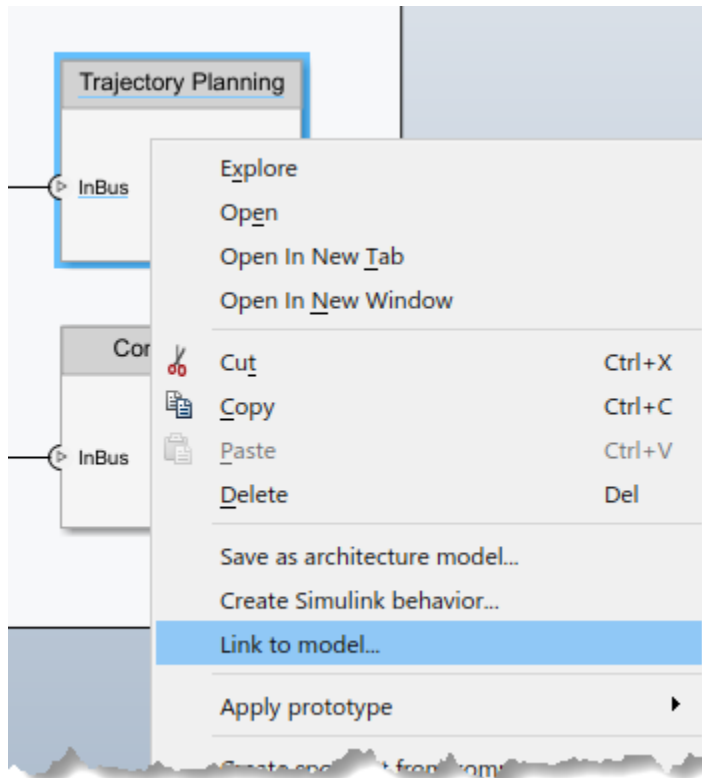 Trajectory Planning
InBus
Explore
Open
Open In New Tab
Open In New Window
Cor
Cut Ctrl+X
Copy Ctrl+C
InBus
Paste Ctrl+V
Delete Del
Save as architecture model...
Create Simulink behavior...
Link to model...
Apply prototype